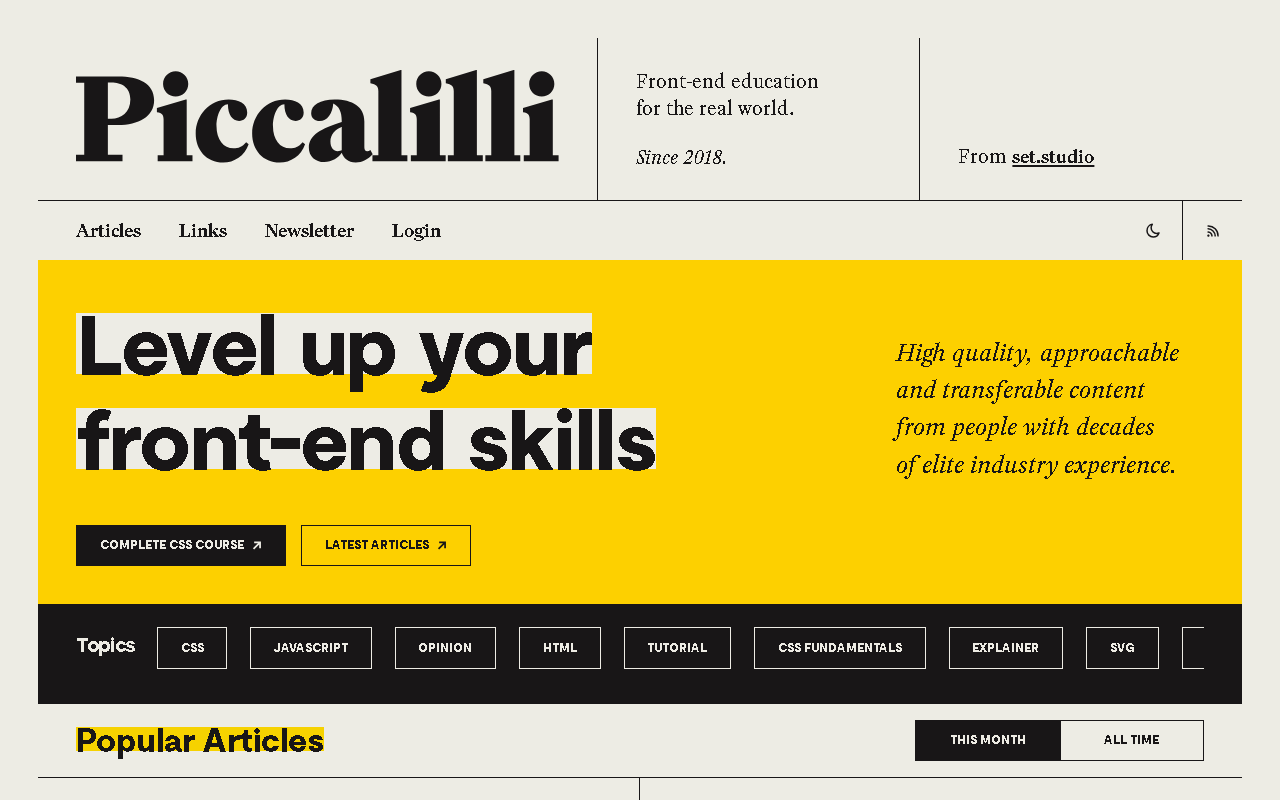 Piccalilli
Front-end education
for the real world.
Since 2018.
From set.studio
Articles Links Newsletter Login
Level up your
front-end skills
High quality, approachable
and transferable content
from people with decades
of elite industry experience.
COMPLETE CSS COURSE
LATEST ARTICLES
Topics
CSS
JAVASCRIPT
OPINION
HTML
TUTORIAL
CSS FUNDAMENTALS
EXPLAINER
SVG
Popular Articles
THIS MONTH
ALL TIME